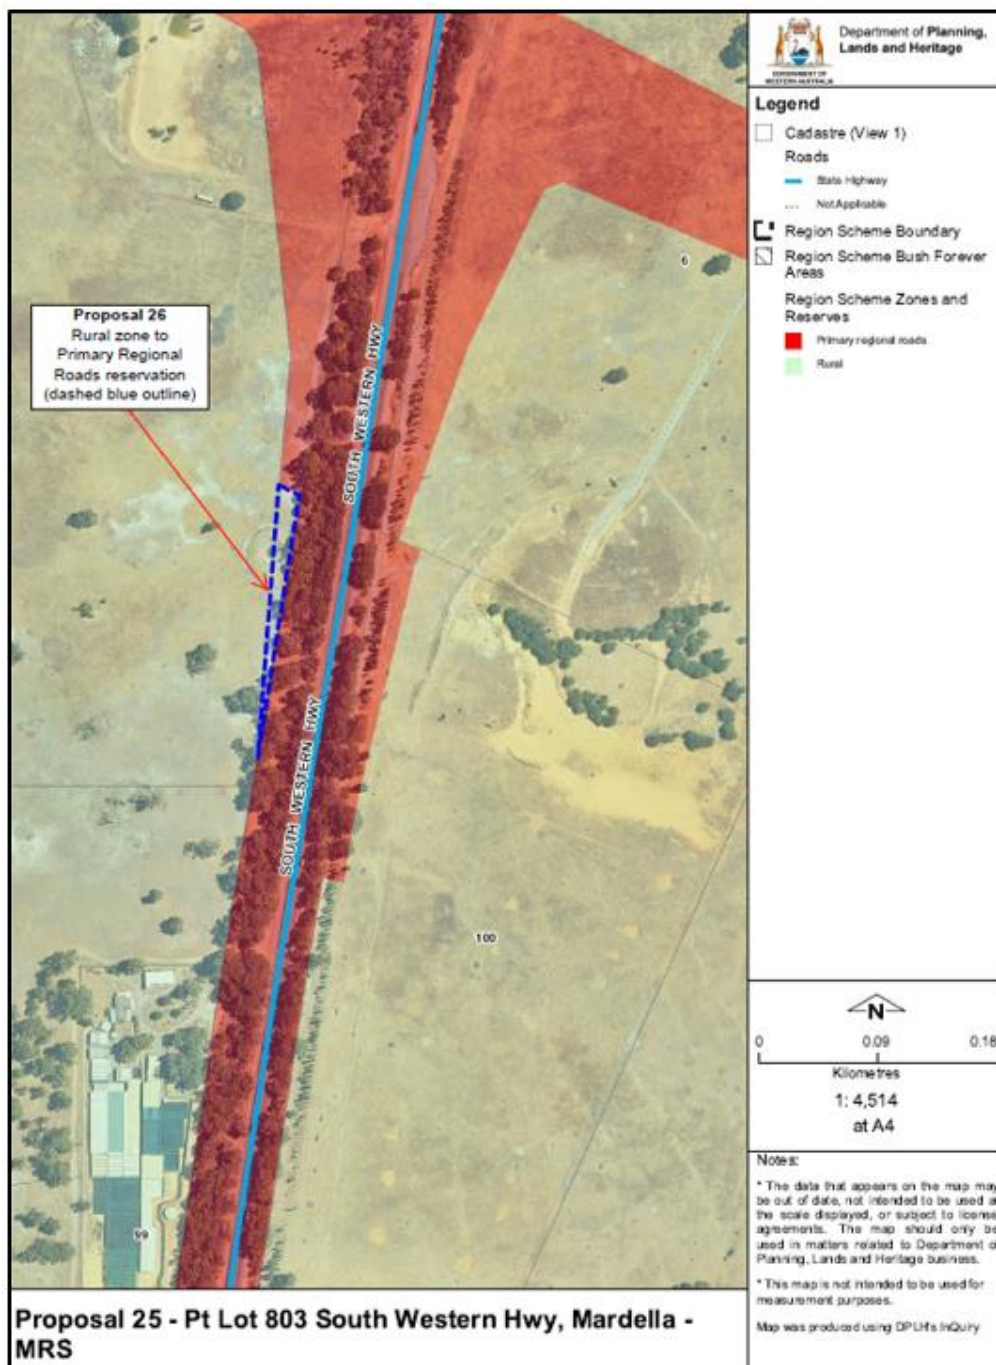 Department of Planning,
Lands and Heritage
GOVERNMENT OF
WESTERN AUSTRALIA
Legend
Cadastre (View 1)
Roads
State Highway
Not Applicable
Region Scheme Boundary
Region Scheme Bush Forever
Areas
Region Scheme Zones and
Reserves
Primary regional roads
Rural
Proposal 26
Rural zone to
Primary Regional
Roads reservation
(dashed blue outline)
SOUTH WESTERN HWY
SOUTH WESTERN HWY
6
100
99
N
0 0.09 0.18
Kilometres
1: 4,514
at A4
Notes:
* The data that appears on the map may
be out of date, not intended to be used at
the scale displayed, or subject to license
agreements. The map should only be
used in matters related to Department of
Planning, Lands and Heritage business.
* This map is not intended to be used for
measurement purposes.
Map was produced using DPLH's InQuiry
Proposal 25 - Pt Lot 803 South Western Hwy, Mardella -
MRS